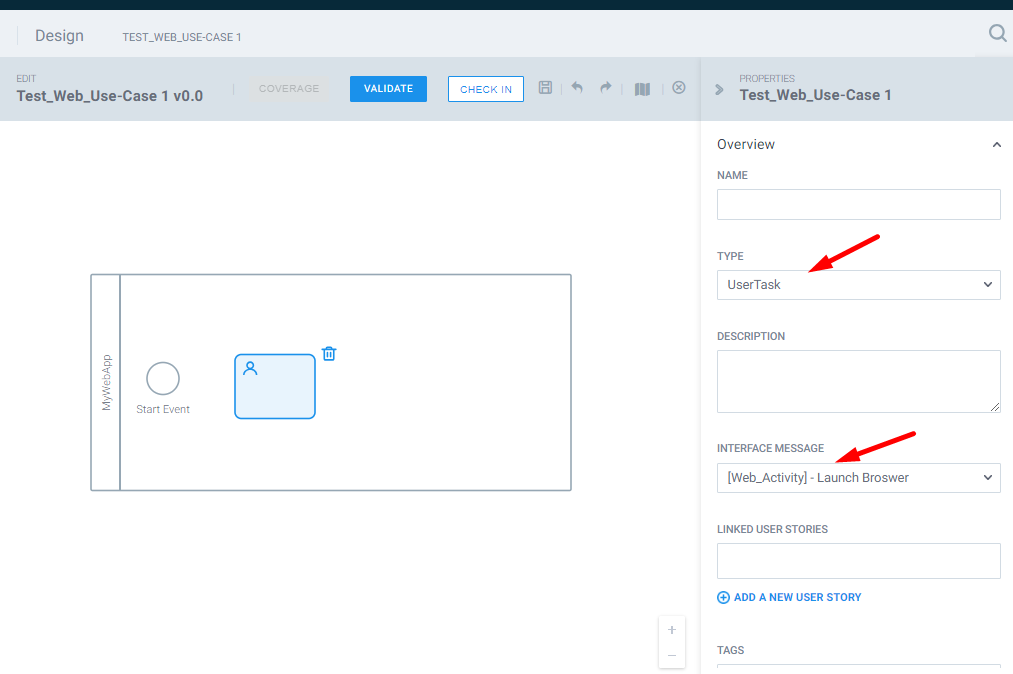 Design
TEST_WEB_USE-CASE 1
EDIT
Test_Web_Use-Case 1 v0.0
COVERAGE
VALIDATE
CHECK IN
PROPERTIES
Test_Web_Use-Case 1
MyWebApp
Start Event
Overview
NAME
TYPE
UserTask
DESCRIPTION
INTERFACE MESSAGE
[Web_Activity] - Launch Broswer
LINKED USER STORIES
ADD A NEW USER STORY
TAGS